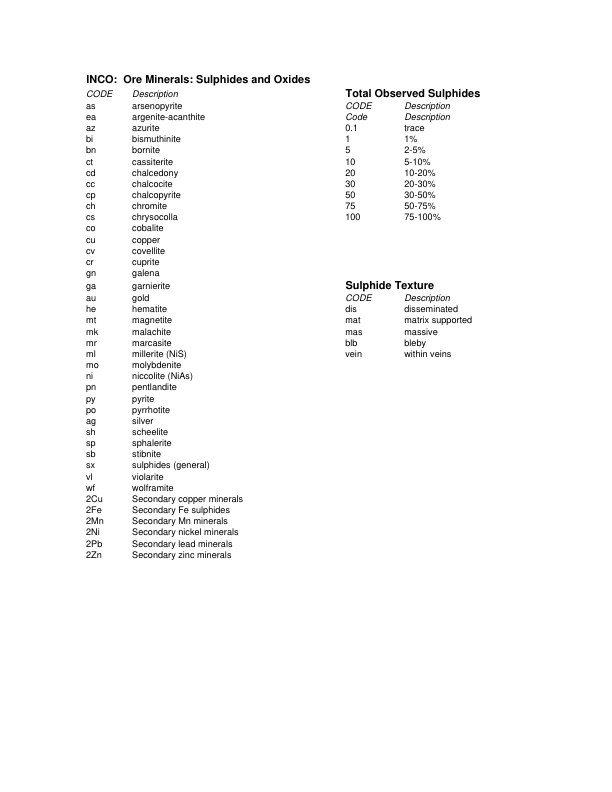 INCO:  Ore Minerals: Sulphides and Oxides
CODE Description
as arsenopyrite
ea argenite-acanthite
az azurite
bi bismuthinite
bn bornite
ct cassiterite
cd chalcedony
cc chalcocite
cp chalcopyrite
ch chromite
cs chrysocolla
co cobalite
cu copper
cv covellite
cr cuprite
gn galena
ga garnierite
au gold
he hematite
mt magnetite
mk malachite
mr marcasite
ml millerite (NiS)
mo molybdenite
ni niccolite (NiAs)
pn pentlandite
py pyrite
po pyrrhotite
ag silver
sh scheelite
sp sphalerite
sb stibnite
sx sulphides (general)
vl violarite
wf wolframite
2Cu Secondary copper minerals
2Fe Secondary Fe sulphides
2Mn Secondary Mn minerals
2Ni Secondary nickel minerals
2Pb Secondary lead minerals
2Zn Secondary zinc minerals
Total Observed Sulphides
CODE Description
Code Description
0.1 trace
1 1%
5 2-5%
10 5-10%
20 10-20%
30 20-30%
50 30-50%
75 50-75%
100 75-100%
Sulphide Texture
CODE Description
dis disseminated
mat matrix supported
mas massive
blb bleby
vein within veins